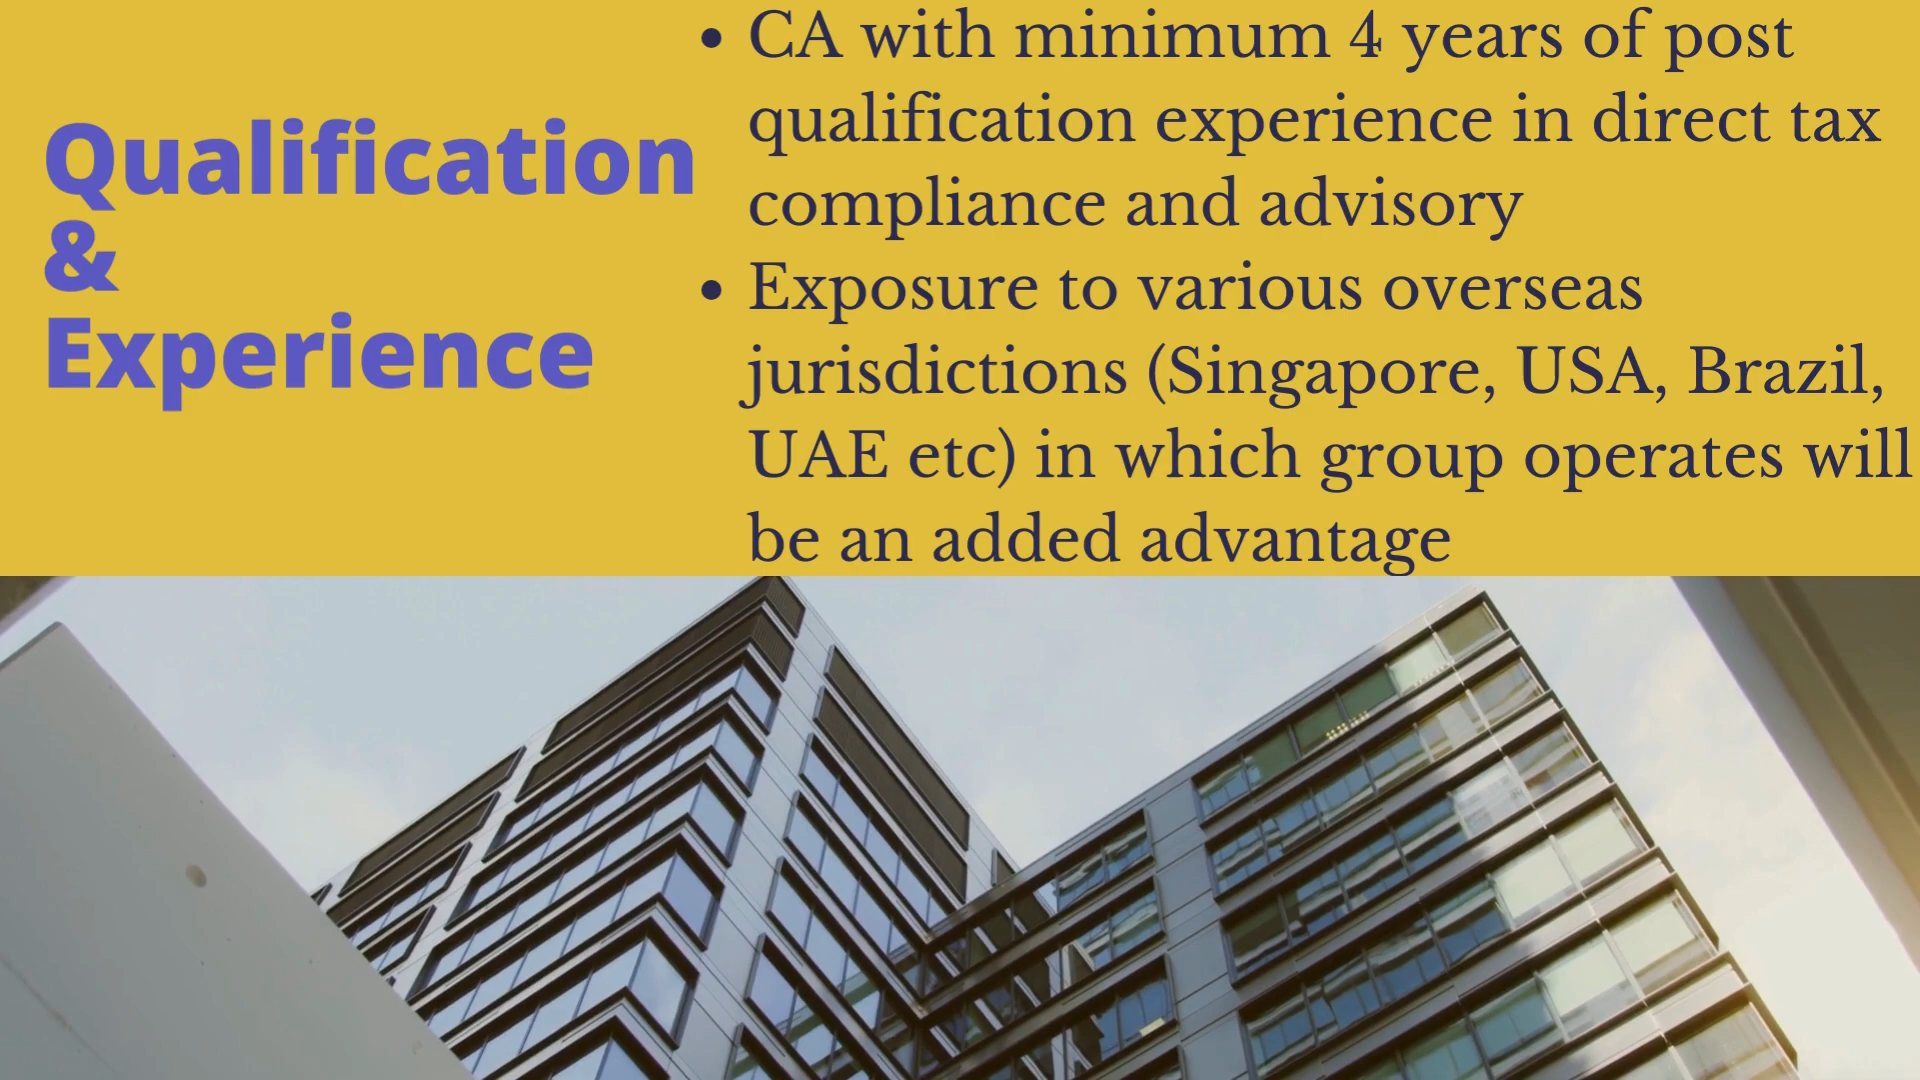 Qualification
&
Experience
• CA with minimum 4 years of post
qualification experience in direct tax
compliance and advisory
• Exposure to various overseas
jurisdictions (Singapore, USA, Brazil,
UAE etc) in which group operates will
be an added advantage